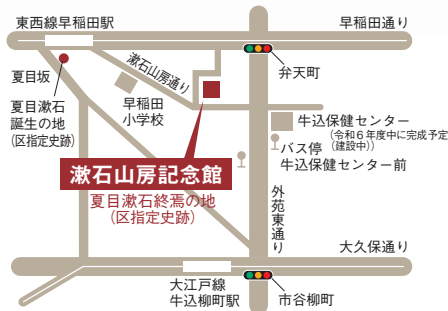 東西線早稲田駅
早稲田通り
漱石山房通り
夏目坂
弁天町
夏目漱石
誕生の地
(区指定史跡)
早稲田
小学校
牛込保健センター
(令和6年度中に完成予定
(建設中))
バス停
牛込保健センター前
漱石山房記念館
夏目漱石終焉の地
(区指定史跡)
外苑東通り
大久保通り
大江戸線
牛込柳町駅
市谷柳町